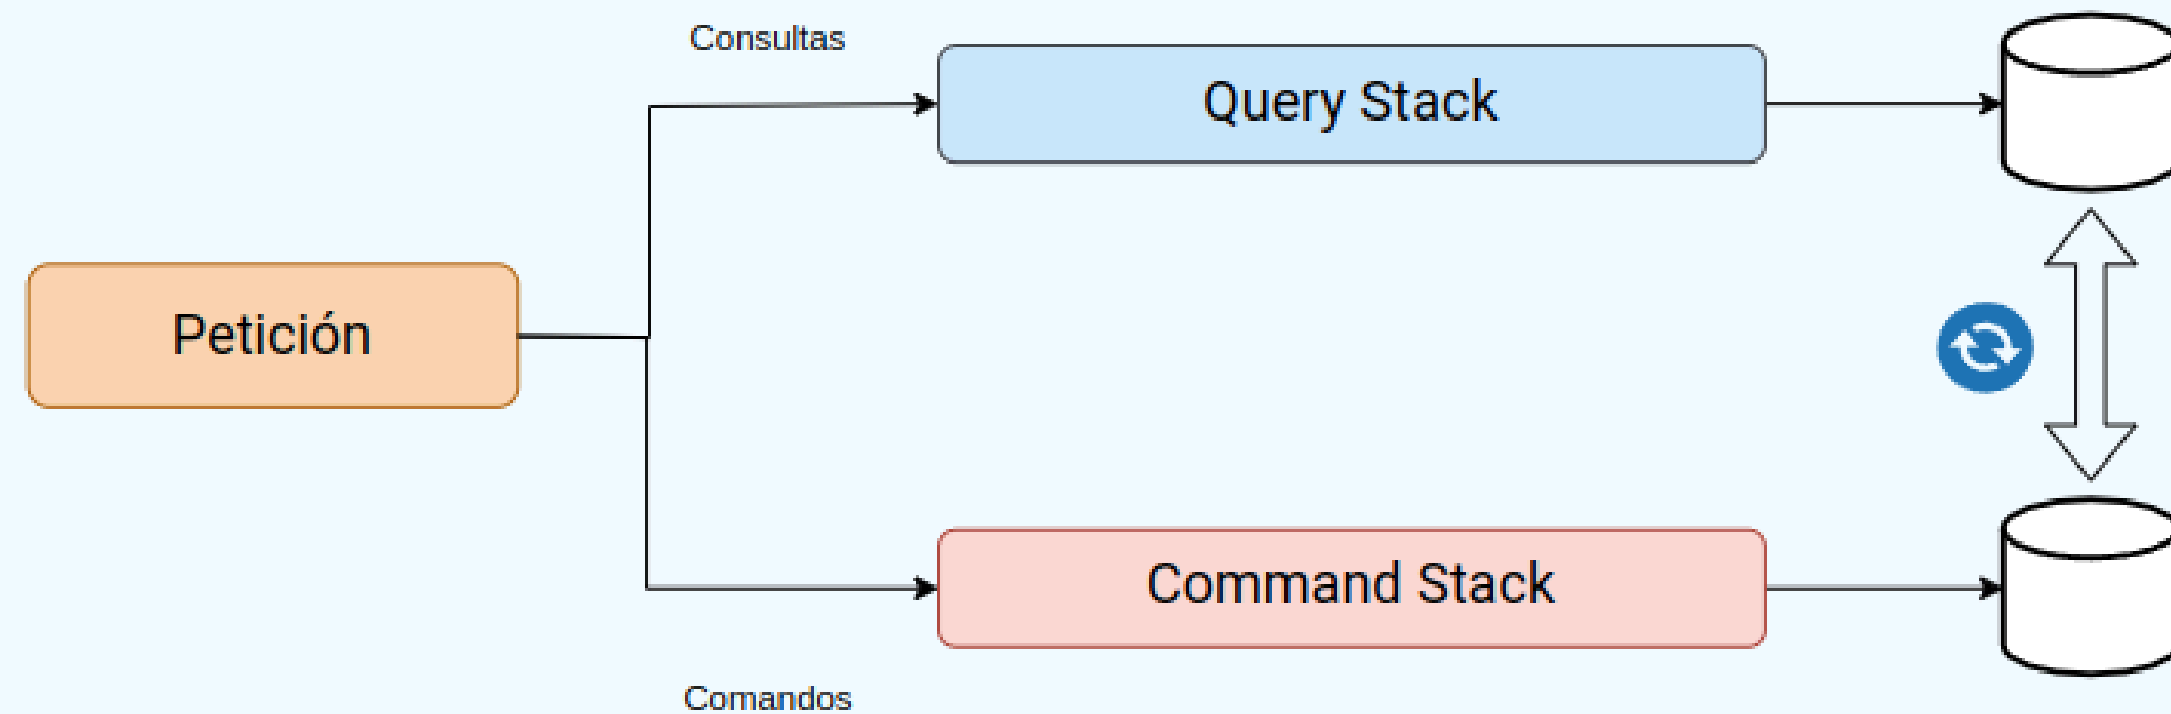 Consultas
Query Stack
Petición
Command Stack
Comandos